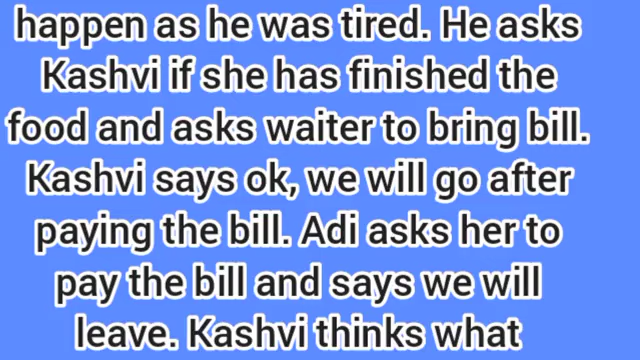 happen as he was tired. He asks
Kashvi if she has finished the
food and asks waiter to bring bill.
Kashvi says ok, we will go after
paying the bill. Adi asks her to
pay the bill and says we will
leave. Kashvi thinks what